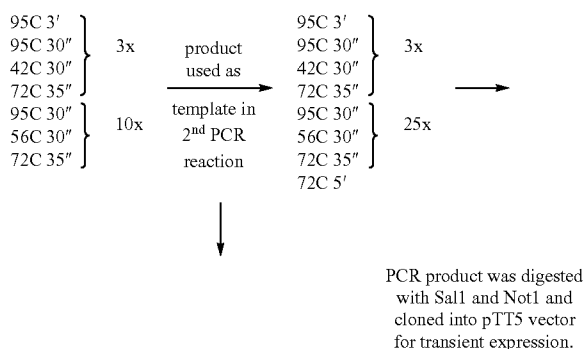 95C 3′
95C 30″
42C 30″
72C 35″
3x
95C 30″
56C 30″
72C 35″
10x
product
used as
template in
2nd PCR
reaction
95C 3′
95C 30″
42C 30″
72C 35″
3x
95C 30″
56C 30″
72C 35″
25x
72C 5′
PCR product was digested
with Sal1 and Not1 and
cloned into pTT5 vector
for transient expression.